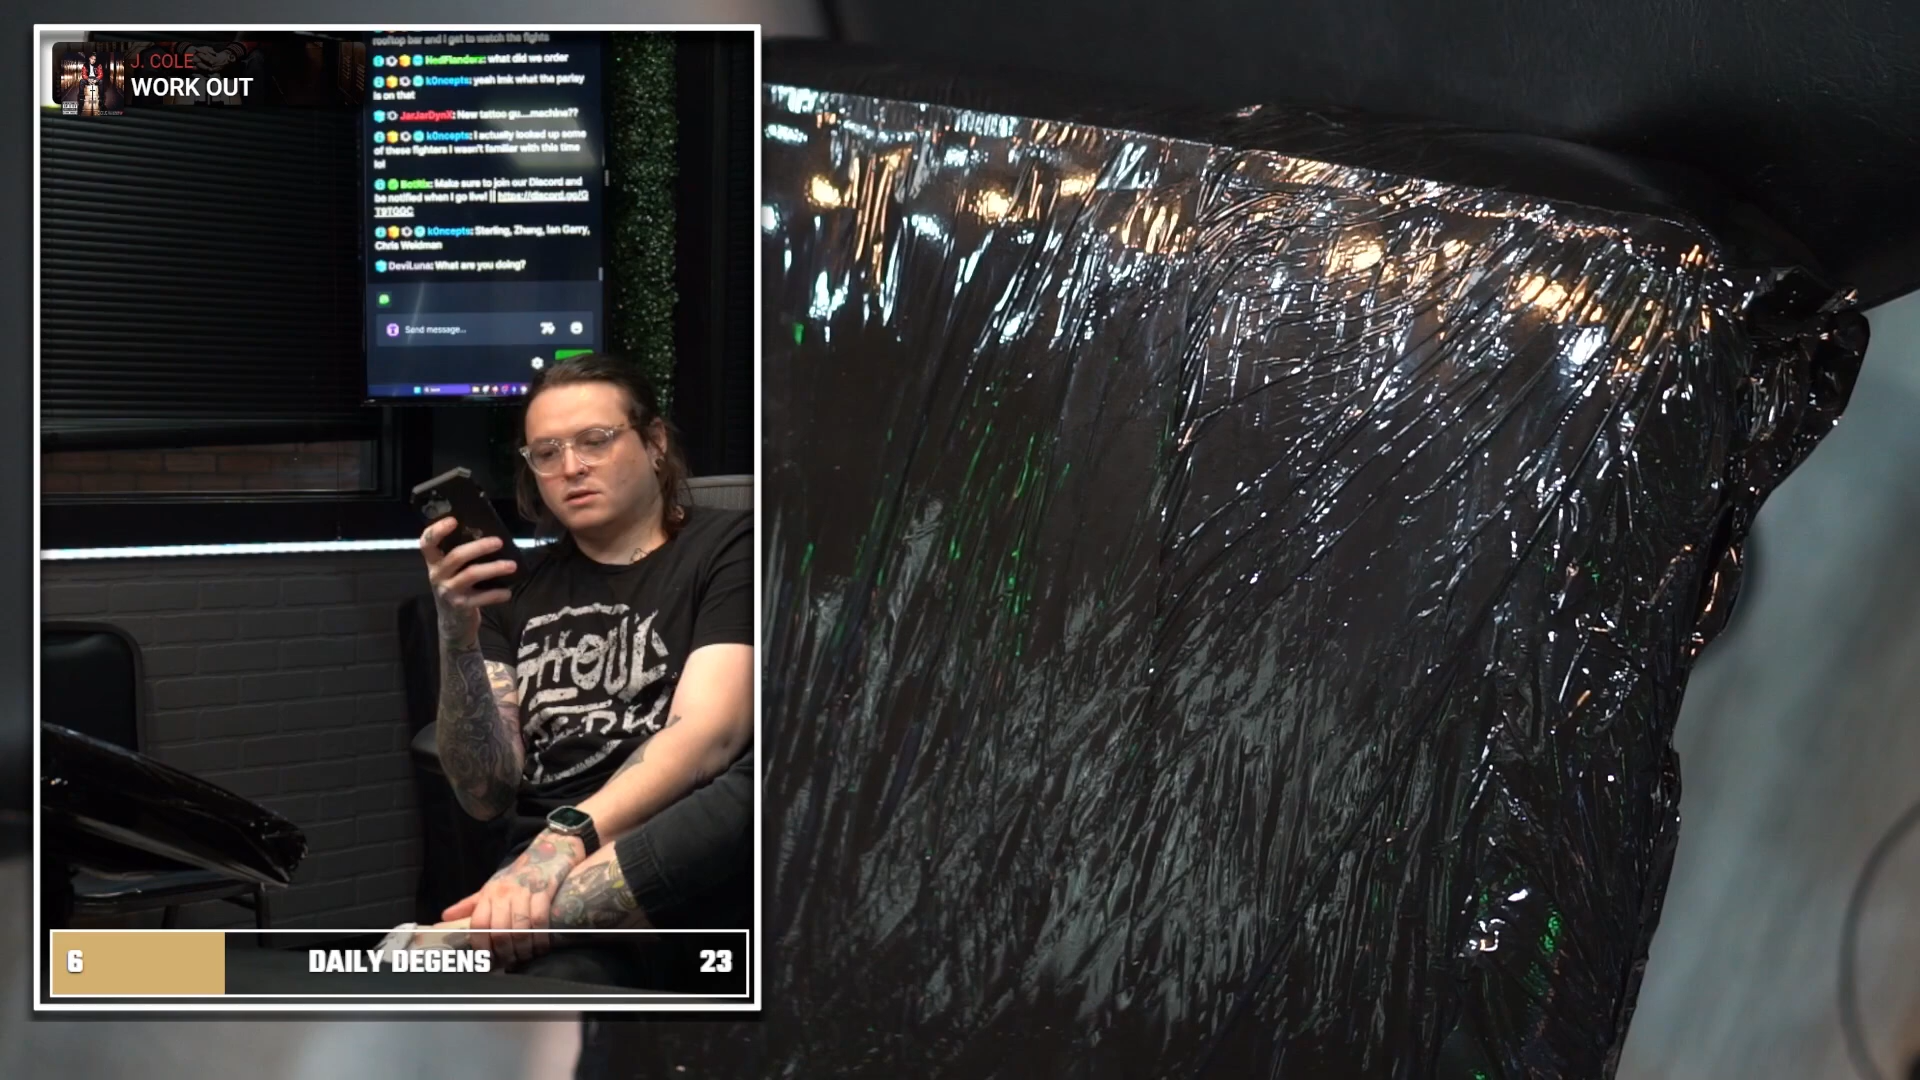 J. COLE
WORK OUT
rooftop bar and I get to watch the fights
NedFlanderz: what did we order
k0ncepts: yeah lmk what tha parlay
is on that
JarJarDynX: New tattoo gu....machine??
k0ncepts: I actually looked up some
of these fighters I wasn't familiar with this time
lol
BotRix: Make sure to join our Discord and
be notified when I go live! ||
k0ncepts: Sterling, Zhang, Ian Garry,
Chris Weidman
DeviLuna: What are you doing?
Send message...
GHOUL
6
DAILY DEGENS
23